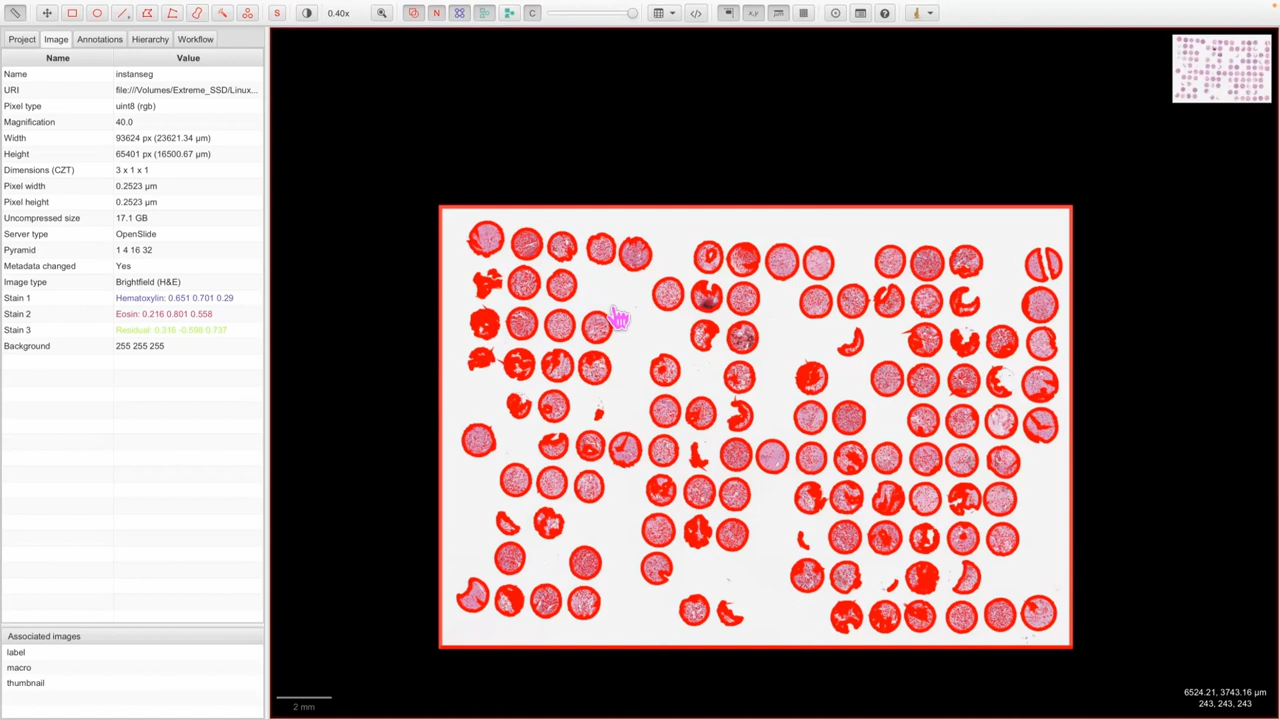 S
0.40x
N
C
x,y
μm
Project Image Annotations Hierarchy Workflow
Name Value
Name instanseg
URI file:///Volumes/Extreme_SSD/Linux...
Pixel type uint8 (rgb)
Magnification 40.0
Width 93624 px (23621.34 μm)
Height 65401 px (16500.67 μm)
Dimensions (CZT) 3 x 1 x 1
Pixel width 0.2523 μm
Pixel height 0.2523 μm
Uncompressed size 17.1 GB
Server type OpenSlide
Pyramid 1 4 16 32
Metadata changed Yes
Image type Brightfield (H&E)
Stain 1 Hematoxylin: 0.651 0.701 0.29
Stain 2 Eosin: 0.216 0.801 0.558
Stain 3 Residual: 0.316 -0.598 0.737
Background 255 255 255
Associated images
label
macro
thumbnail
2 mm
6524.21, 3743.16 μm
243, 243, 243